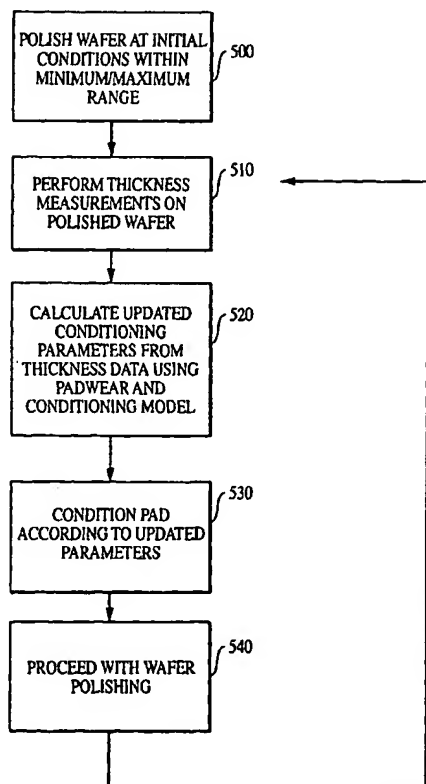 POLISH WAFER AT INITIAL
CONDITIONS WITHIN
MINIMUM/MAXIMUM
RANGE
500
PERFORM THICKNESS
MEASUREMENTS ON
POLISHED WAFER
510
CALCULATE UPDATED
CONDITIONING
PARAMETERS FROM
THICKNESS DATA USING
PADWEAR AND
CONDITIONING MODEL
520
CONDITION PAD
ACCORDING TO UPDATED
PARAMETERS
530
PROCEED WITH WAFER
POLISHING
540